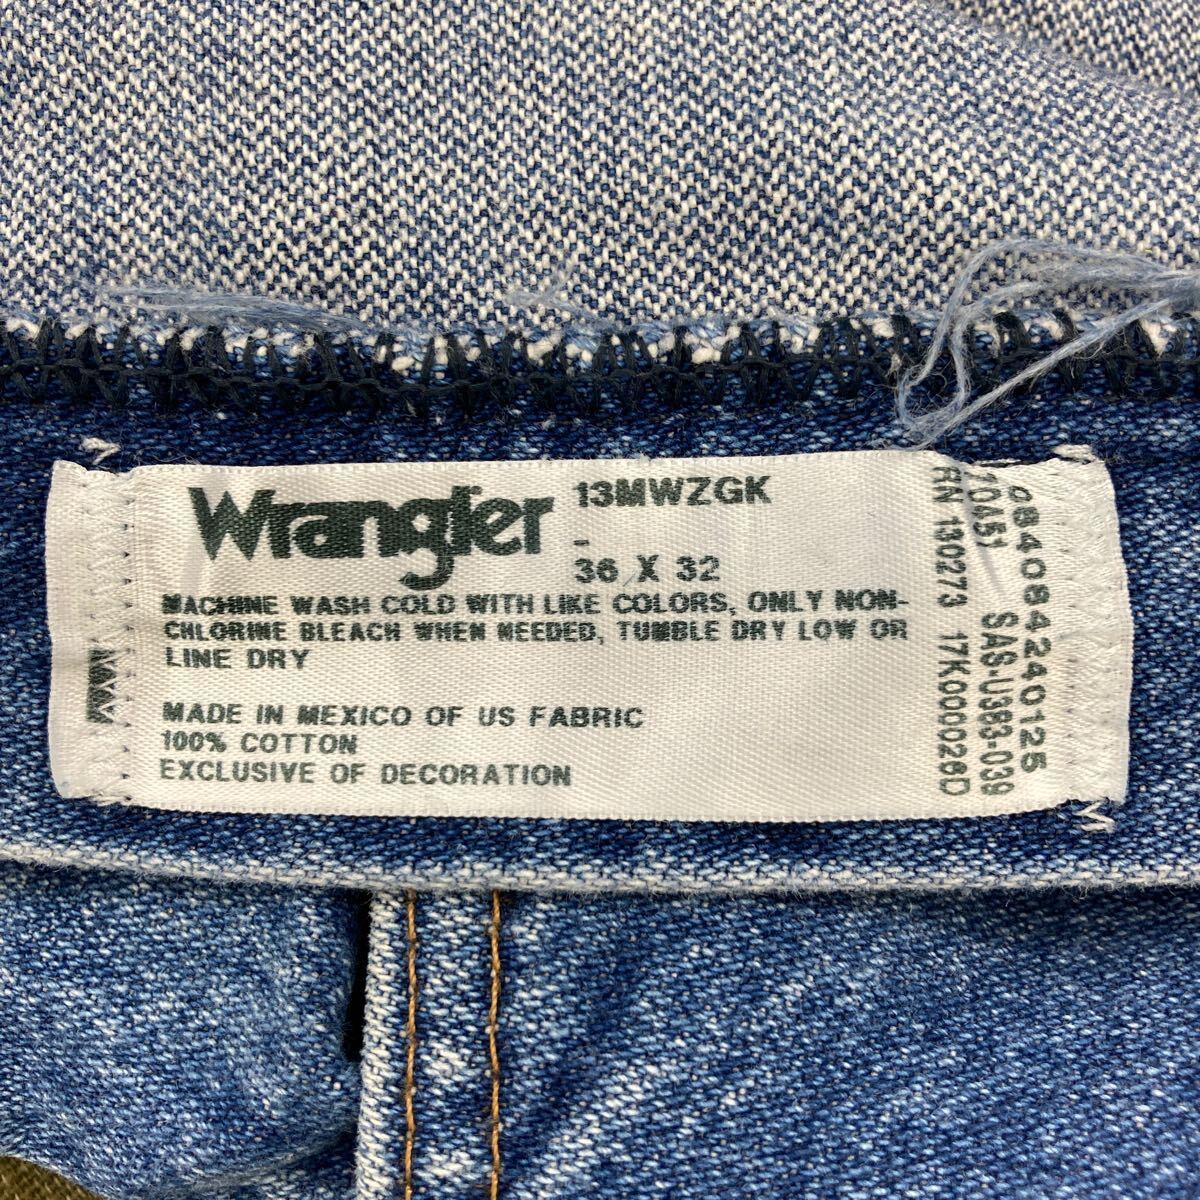 Wrangler
13MWZGK
-
36 X 32
MACHINE WASH COLD WITH LIKE COLORS, ONLY NON-
CHLORINE BLEACH WHEN NEEDED, TUMBLE DRY LOW OR
LINE DRY
MADE IN MEXICO OF US FABRIC
100% COTTON
EXCLUSIVE OF DECORATION
08408424012S
SAS-U383-039
RN 130273 17K000026D